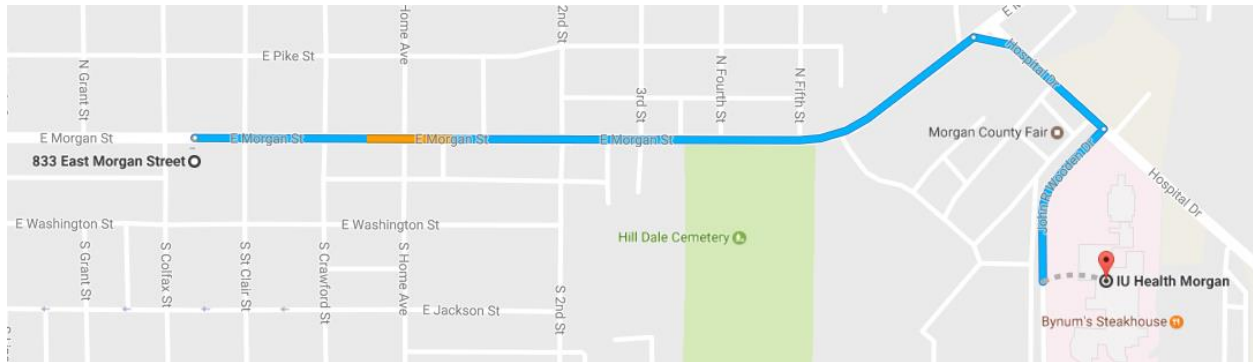 E M
2nd St
Home Ave
E Pike St
N Grant St
Hospital Dr
N Fourth St
N Fifth St
3rd St
E Morgan St
E Morgan St
E Morgan St
E Morgan St
Morgan County Fair
833 East Morgan Street
John R Wooden Dr
Hospital Dr
E Washington St
E Washington St
Hill Dale Cemetery
S Grant St
S Colfax St
S St Clair St
S Crawford St
S Home Ave
S 2nd St
IU Health Morgan
E Jackson St
Bynum's Steakhouse